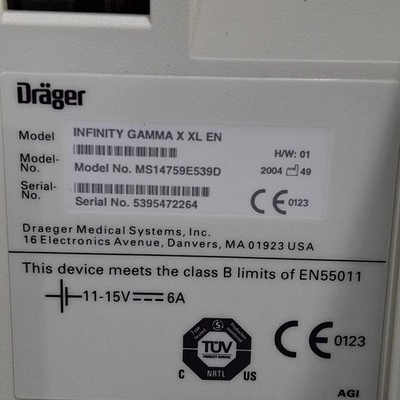 Dräger
Model INFINITY GAMMA X XL EN
H/W: 01
Model-No. Model No. MS14759E539D
2004 49
Serial-No. Serial No. 5395472264
CE 0123
Draeger Medical Systems, Inc.
16 Electronics Avenue, Danvers, MA 01923 USA
This device meets the class B limits of EN55011
11-15V 6A
TÜV
PRODUCT SERVICE
NRTL
C US
CE 0123
AGI